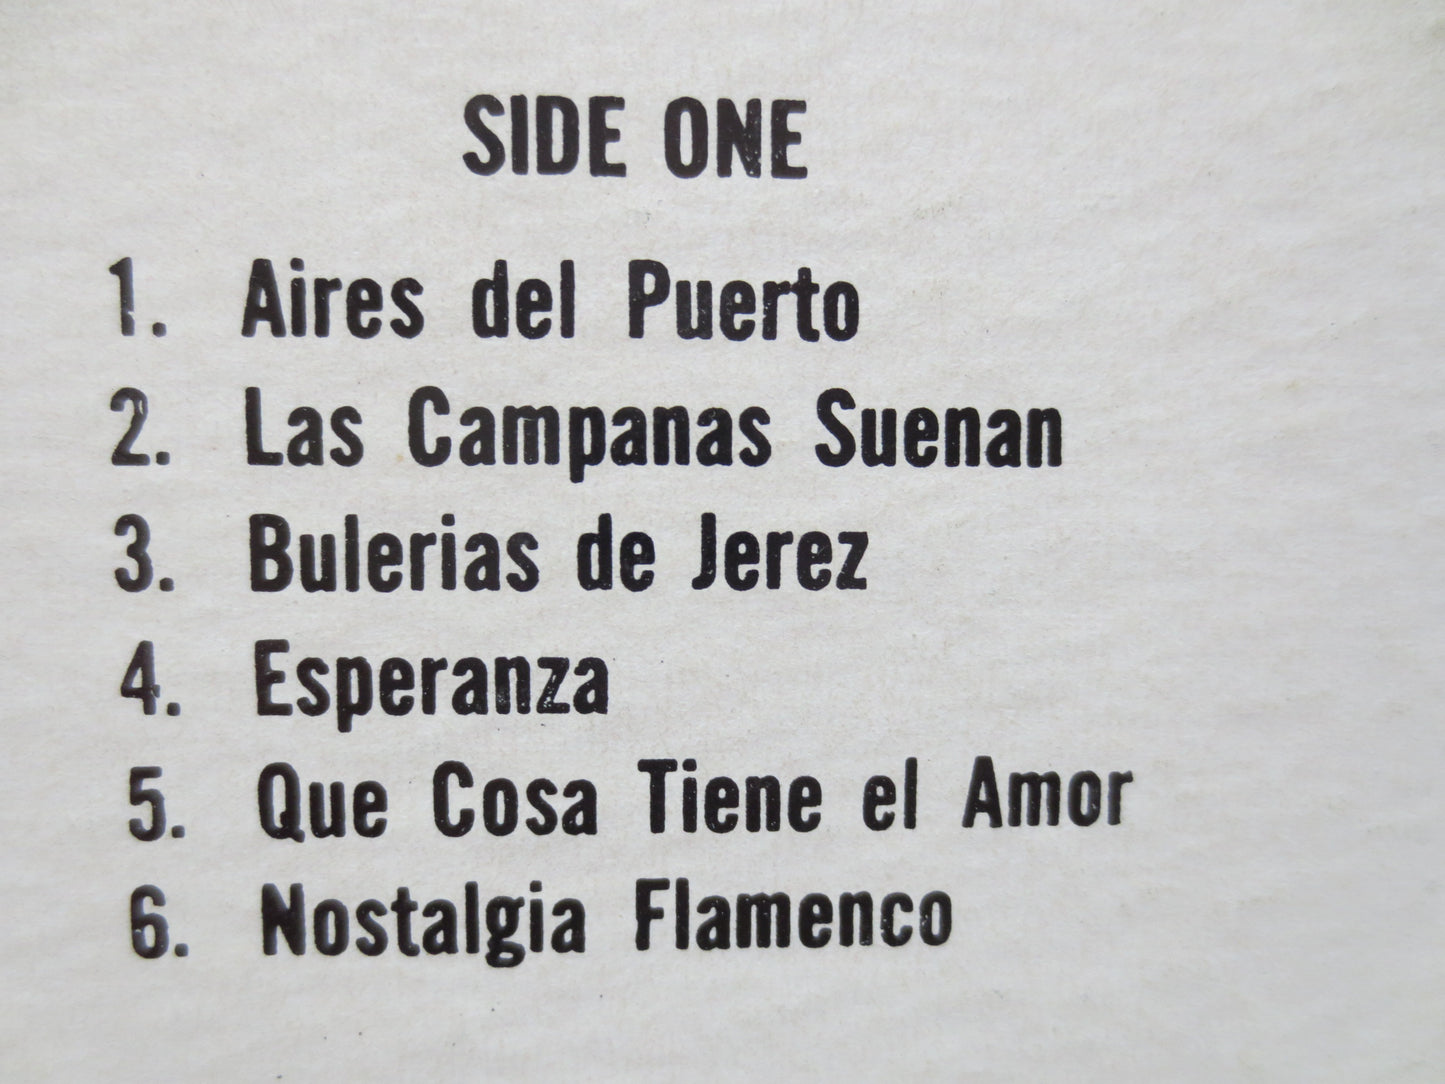 SIDE ONE
1. Aires del Puerto
2. Las Campanas Suenan
3. Bulerias de Jerez
4. Esperanza
5. Que Cosa Tiene el Amor
6. Nostalgia Flamenco